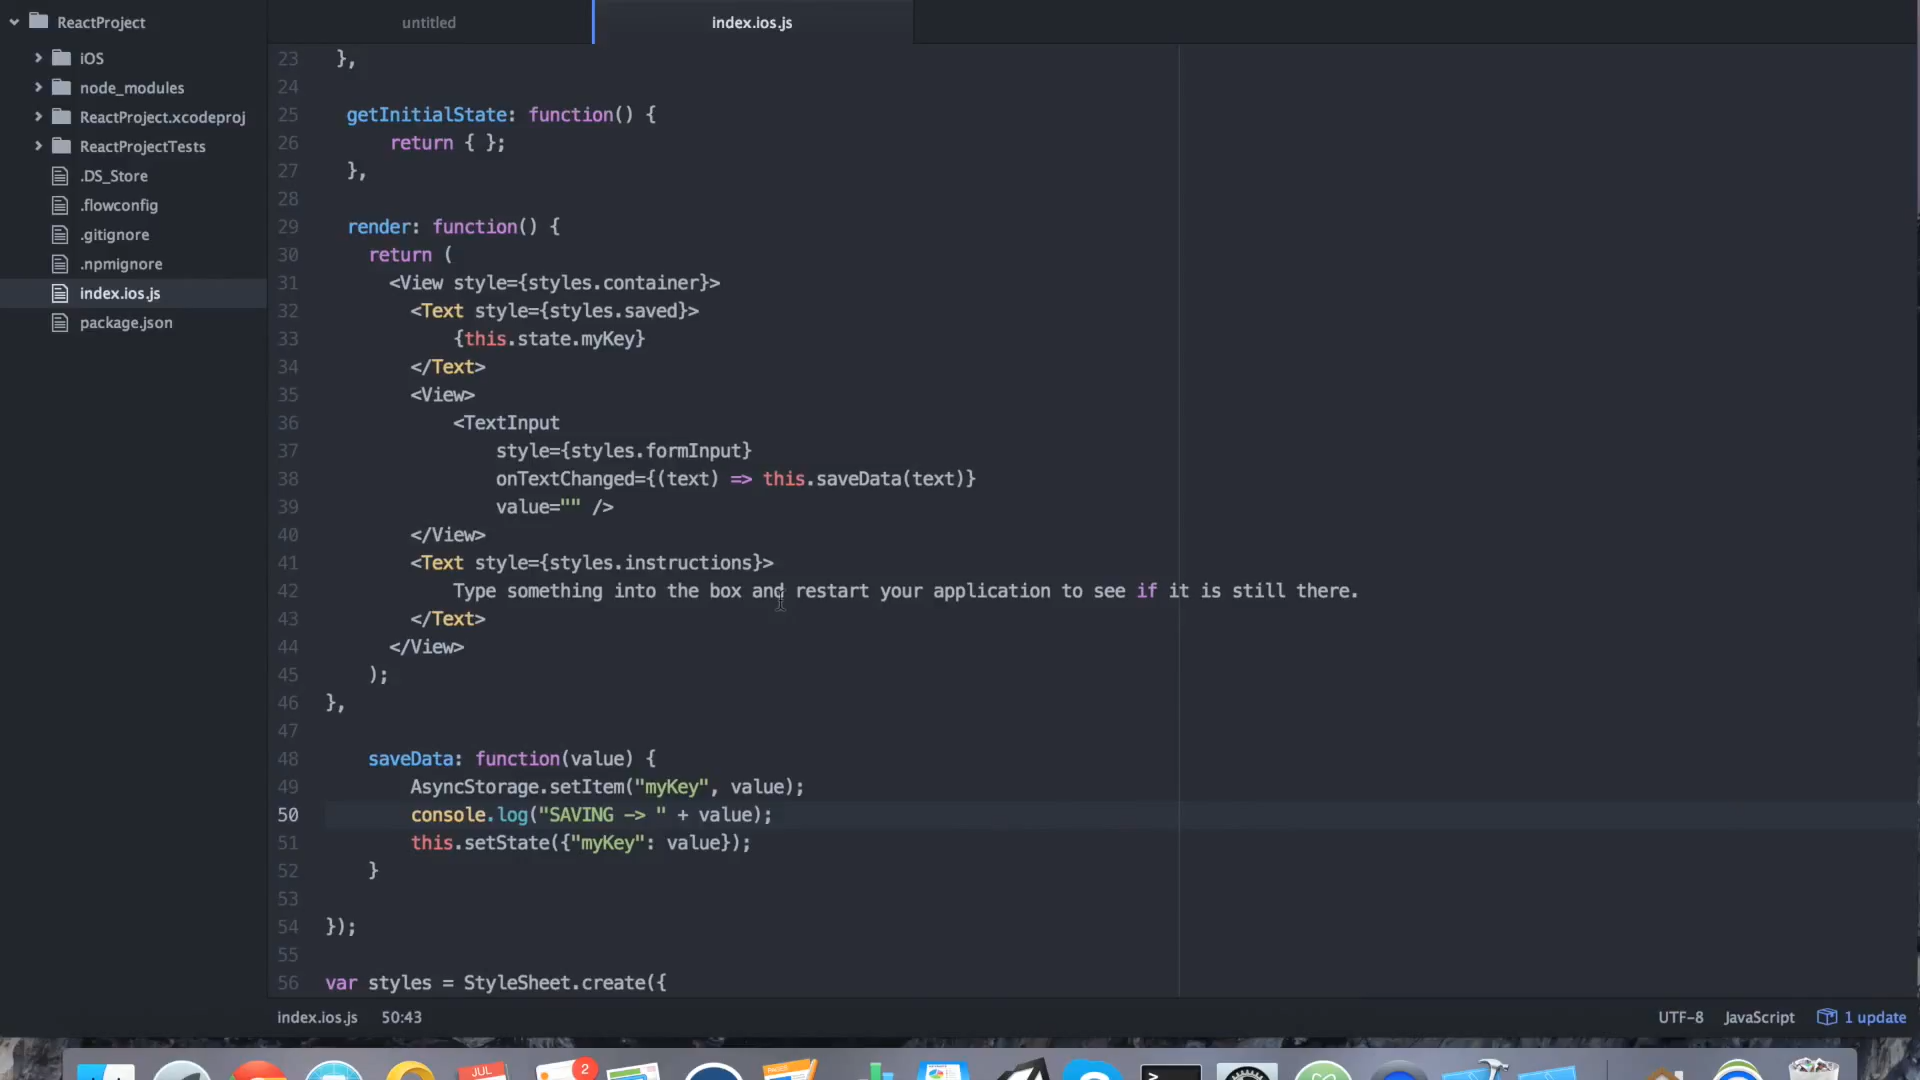 ReactProject
iOS
node_modules
ReactProject.xcodeproj
ReactProjectTests
.DS_Store
.flowconfig
.gitignore
.npmignore
index.ios.js
package.json
untitled
index.ios.js
23 },
24
25 getInitialState: function() {
26 return { };
27 },
28
29 render: function() {
30 return (
31 <View style={styles.container}>
32 <Text style={styles.saved}>
33 {this.state.myKey}
34 </Text>
35 <View>
36 <TextInput
37 style={styles.formInput}
38 onTextChanged={(text) => this.saveData(text)}
39 value="" />
40 </View>
41 <Text style={styles.instructions}>
42 Type something into the box and restart your application to see if it is still there.
43 </Text>
44 </View>
45 );
46 },
47
48 saveData: function(value) {
49 AsyncStorage.setItem("myKey", value);
50 console.log("SAVING -> " + value);
51 this.setState({"myKey": value});
52 }
53
54 });
55
56 var styles = StyleSheet.create({
index.ios.js 50:43
UTF-8 JavaScript 1 update
JUL
2
PAGES